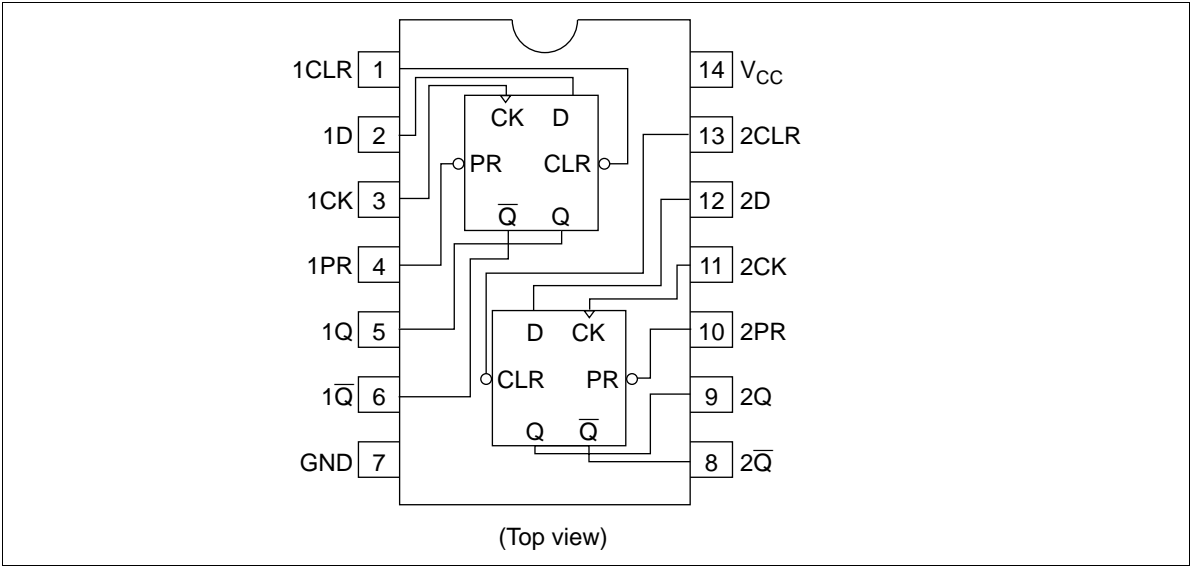 1CLR 1 14 VCC
CK D
1D 2 13 2CLR
PR CLR
1CK 3 12 2D
Q̅ Q
1PR 4 11 2CK
1Q 5 D CK 10 2PR
CLR PR
1Q̅ 6 9 2Q
Q Q̅
GND 7 8 2Q̅
(Top view)